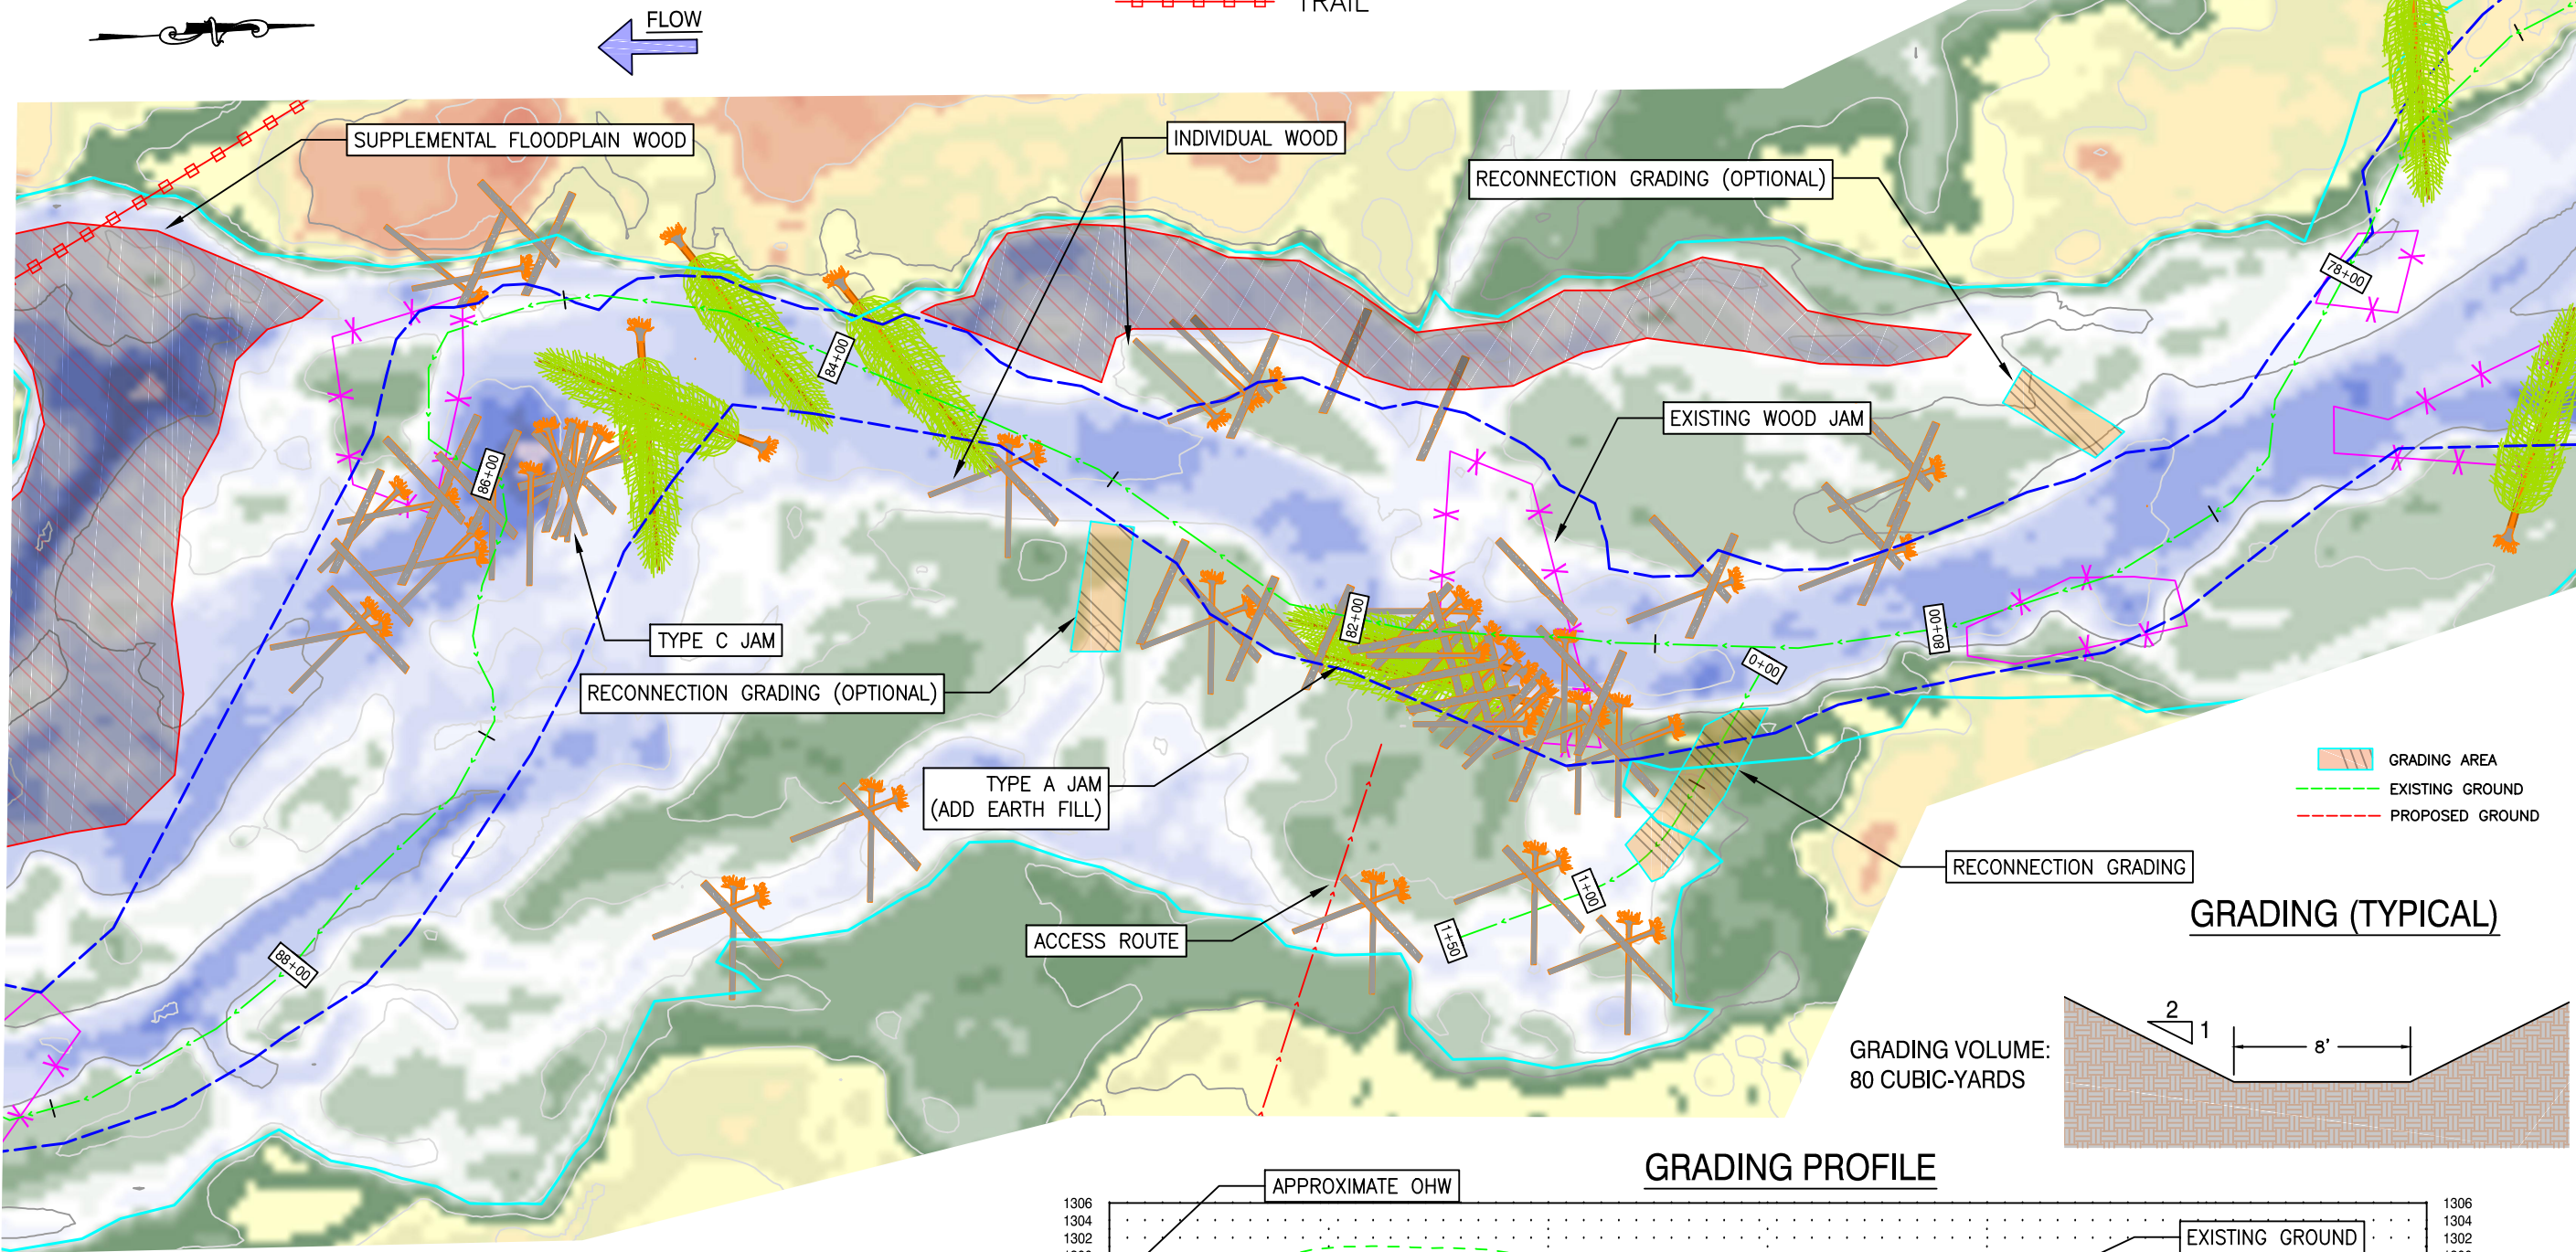 TRAIL
FLOW
SUPPLEMENTAL FLOODPLAIN WOOD
INDIVIDUAL WOOD
RECONNECTION GRADING (OPTIONAL)
78+00
84+00
EXISTING WOOD JAM
86+00
82+00
80+00
TYPE C JAM
0+00
RECONNECTION GRADING (OPTIONAL)
TYPE A JAM
(ADD EARTH FILL)
GRADING AREA
EXISTING GROUND
PROPOSED GROUND
RECONNECTION GRADING
1+00
1+50
ACCESS ROUTE
88+00
GRADING (TYPICAL)
2
1
8'
GRADING VOLUME:
80 CUBIC-YARDS
GRADING PROFILE
APPROXIMATE OHW
1306
1304
1302
1306
1304
1302
EXISTING GROUND